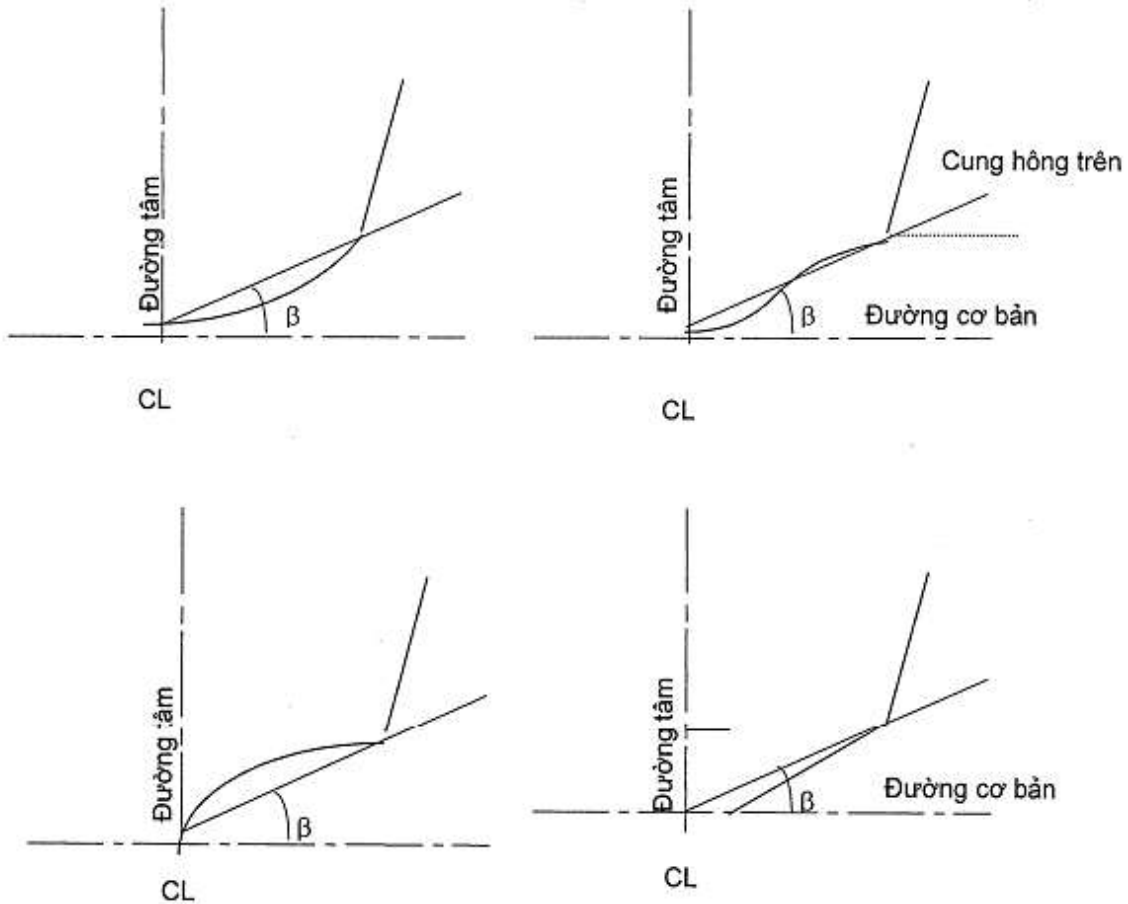 Đường tâm
β
CL
Đường tâm
Cung hông trên
β
Đường cơ bản
CL
Đường tâm
β
CL
Đường tâm
β
Đường cơ bản
CL